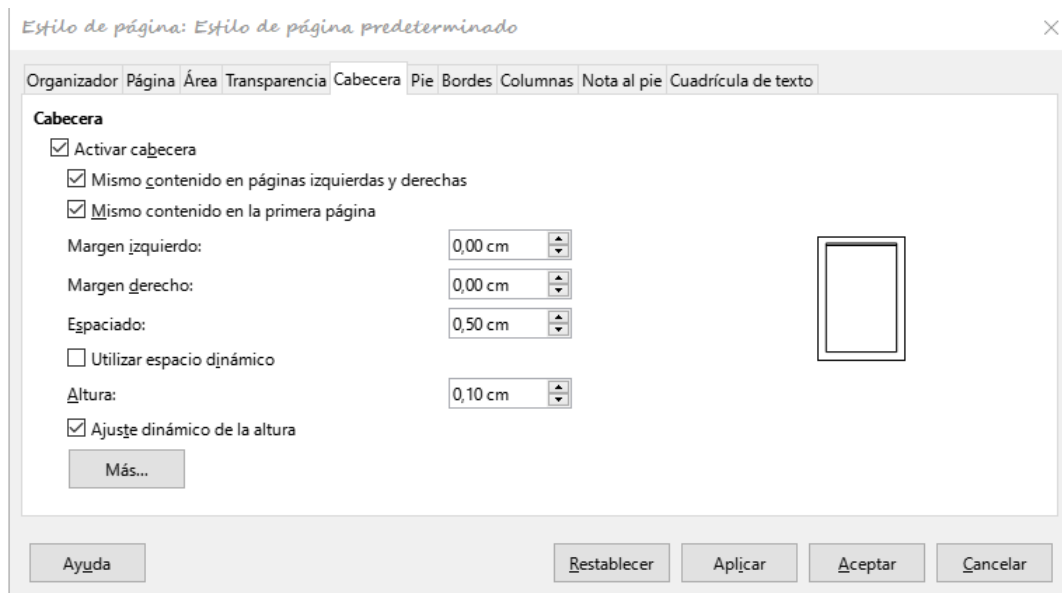 Estilo de página: Estilo de página predeterminado
Organizador Página Área Transparencia Cabecera Pie Bordes Columnas Nota al pie Cuadrícula de texto
Cabecera
Activar cabecera
Mismo contenido en páginas izquierdas y derechas
Mismo contenido en la primera página
Margen izquierdo: 0,00 cm
Margen derecho: 0,00 cm
Espaciado: 0,50 cm
Utilizar espacio dinámico
Altura: 0,10 cm
Ajuste dinámico de la altura
Más...
Ayuda Restablecer Aplicar Aceptar Cancelar